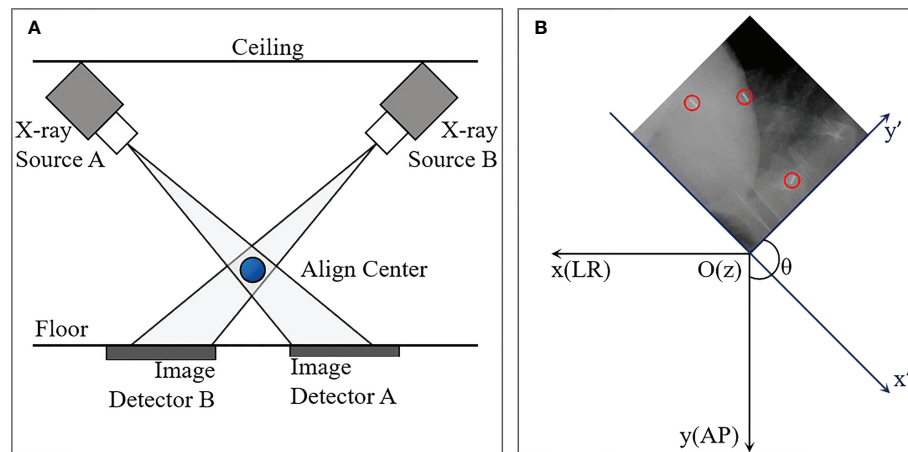 A
Ceiling
X-ray
Source A
X-ray
Source B
Align Center
Floor
Image
Detector B
Image
Detector A
B
y'
x(LR)
O(z)
θ
x'
y(AP)